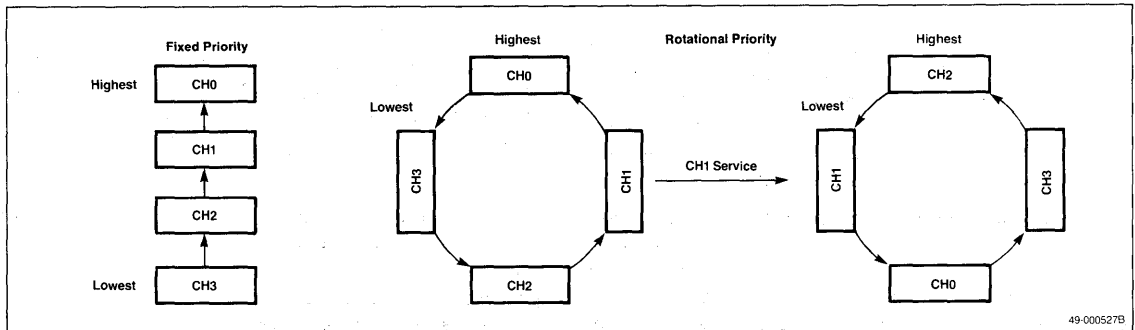 Fixed Priority
Highest
CH0
CH1
CH2
Lowest
CH3
Rotational Priority
Highest
CH0
Lowest
CH3
CH1
CH2
CH1 Service
Highest
CH2
Lowest
CH1
CH3
CH0
49-000527B